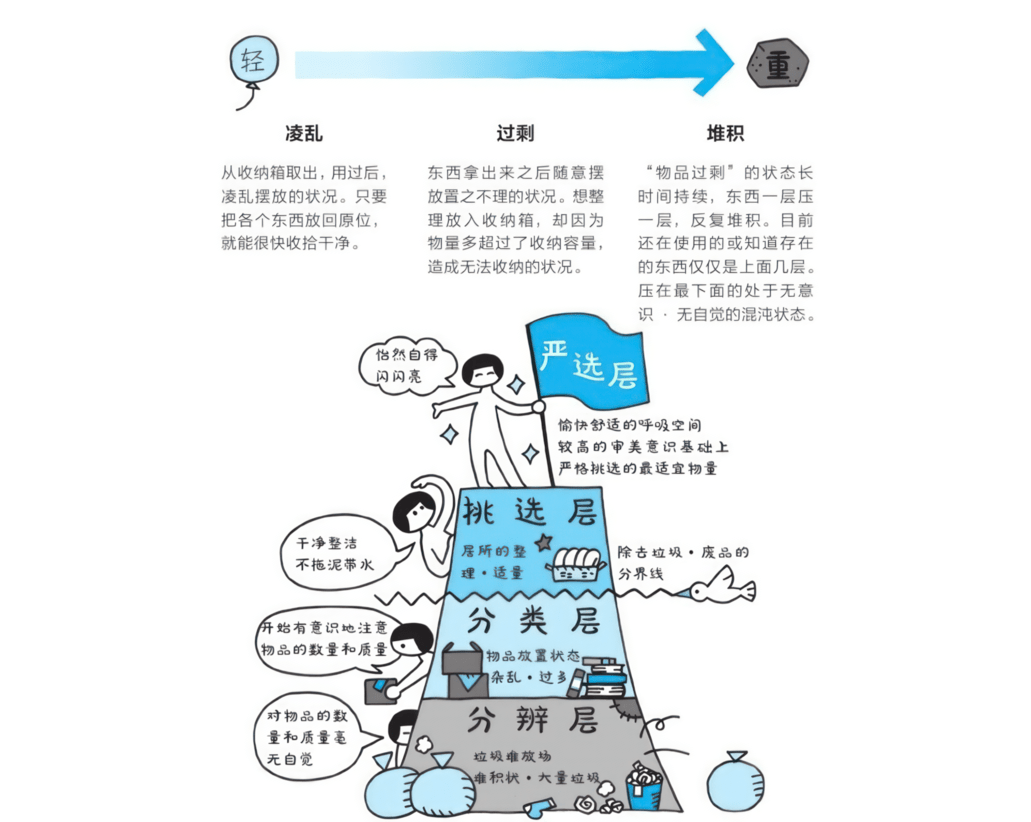 轻
重
凌乱
从收纳箱取出，用过后，
凌乱摆放的状况。只要
把各个东西放回原位，
就能很快收拾干净。
过剩
东西拿出来之后随意摆
放置之不理的状况。想整
理放入收纳箱，却因为
物量多超过了收纳容量，
造成无法收纳的状况。
堆积
“物品过剩”的状态长
时间持续，东西一层压
一层，反复堆积。目前
还在使用的或知道存在
的东西仅仅是上面几层。
压在最下面的处于无意
识·无自觉的混沌状态。
怡然自得
闪闪亮
严选层
愉快舒适的呼吸空间
较高的审美意识基础上
严格挑选的最适宜物量
挑选层
居所的整
理·适量
干净整洁
不拖泥带水
除去垃圾·废品的
分界线
分类层
物品放置状态
杂乱·过多
开始有意识地注意
物品的数量和质量
分辨层
垃圾堆放场
堆积状·大量垃圾
对物品的数
量和质量毫
无自觉